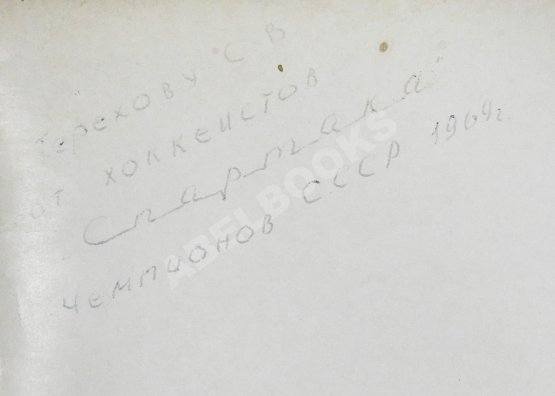 Терехову С В
от хоккеистов
Спартака"
чемпионов СССР 1969г.
ABELBOOKS